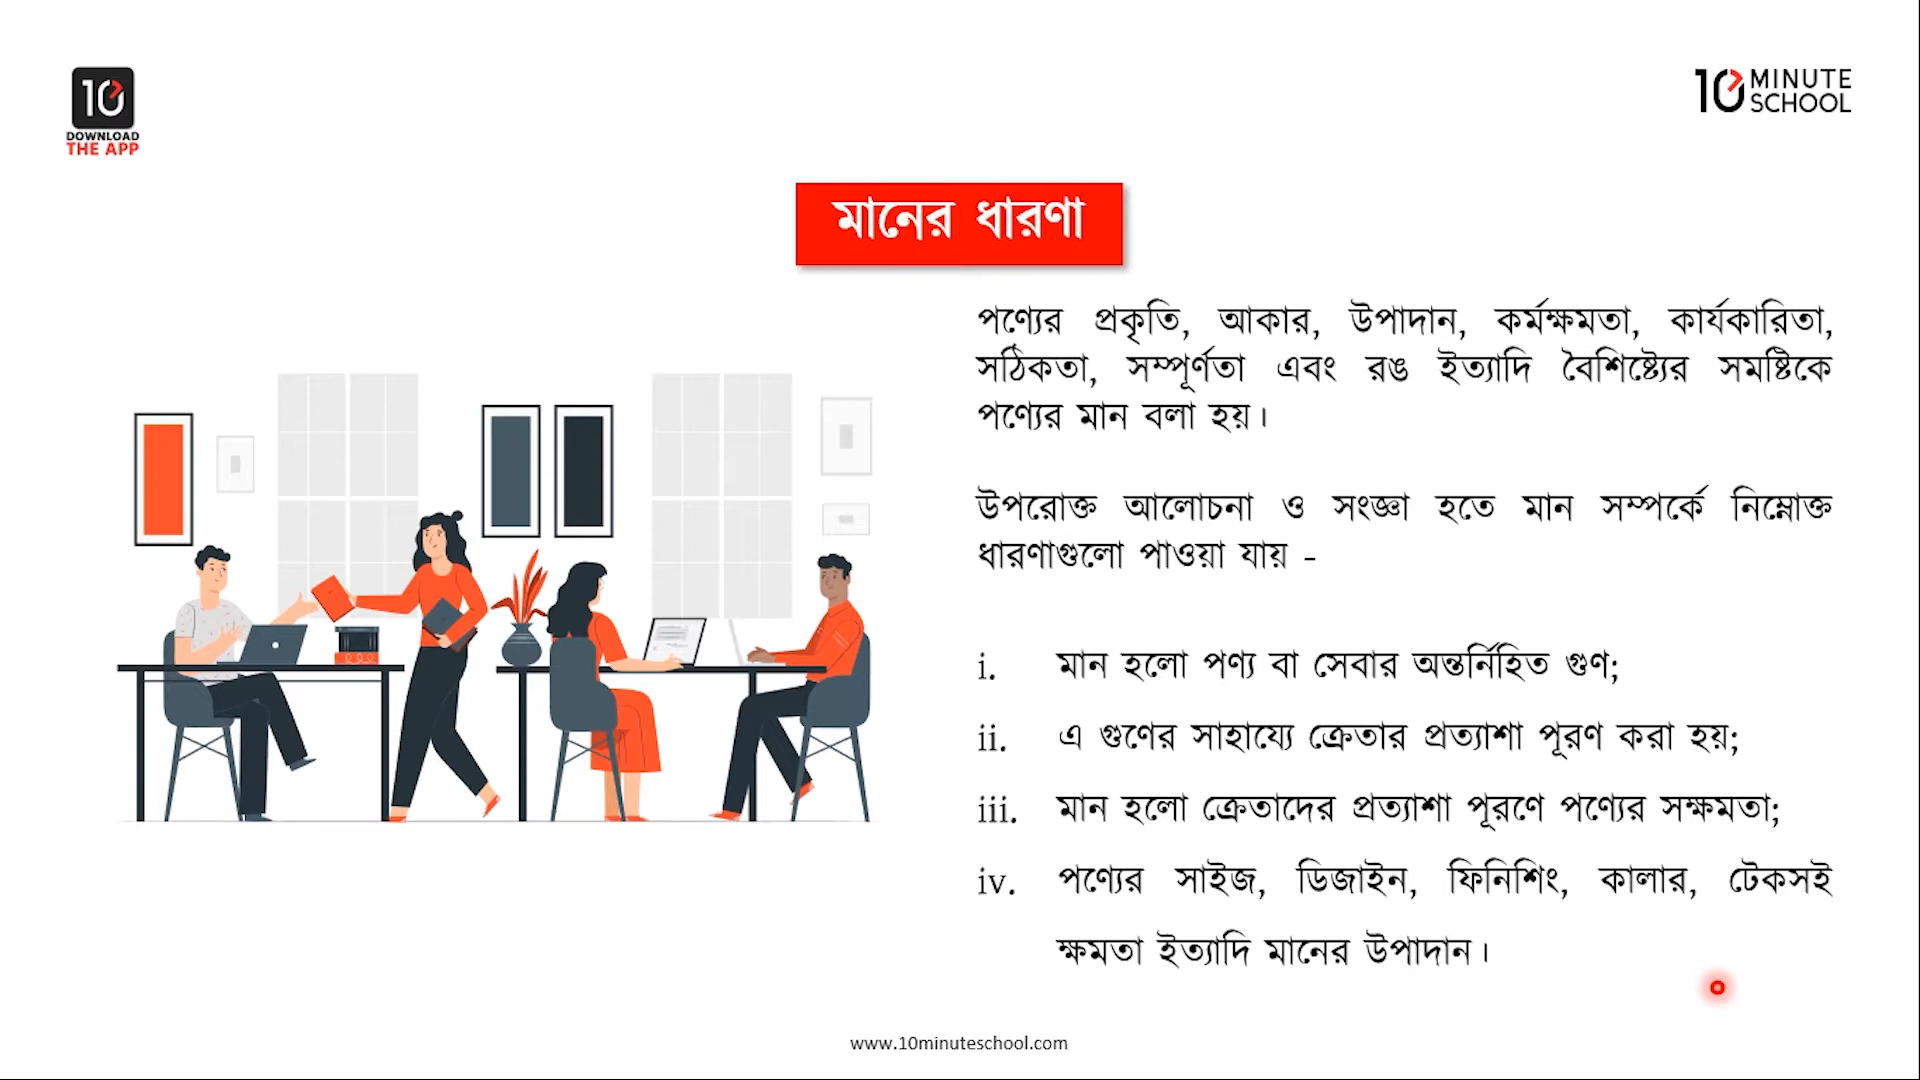 10
DOWNLOAD
THE APP
10 MINUTE
SCHOOL
মানের ধারণা
পণ্যের প্রকৃতি, আকার, উপাদান, কর্মক্ষমতা, কার্যকারিতা,
সঠিকতা, সম্পূর্ণতা এবং রঙ ইত্যাদি বৈশিষ্ট্যের সমষ্টিকে
পণ্যের মান বলা হয়।
উপরোক্ত আলোচনা ও সংজ্ঞা হতে মান সম্পর্কে নিম্নোক্ত
ধারণাগুলো পাওয়া যায় -
i. মান হলো পণ্য বা সেবার অন্তর্নিহিত গুণ;
ii. এ গুণের সাহায্যে ক্রেতার প্রত্যাশা পূরণ করা হয়;
iii. মান হলো ক্রেতাদের প্রত্যাশা পূরণে পণ্যের সক্ষমতা;
iv. পণ্যের সাইজ, ডিজাইন, ফিনিশিং, কালার, টেকসই
ক্ষমতা ইত্যাদি মানের উপাদান।
www.10minuteschool.com